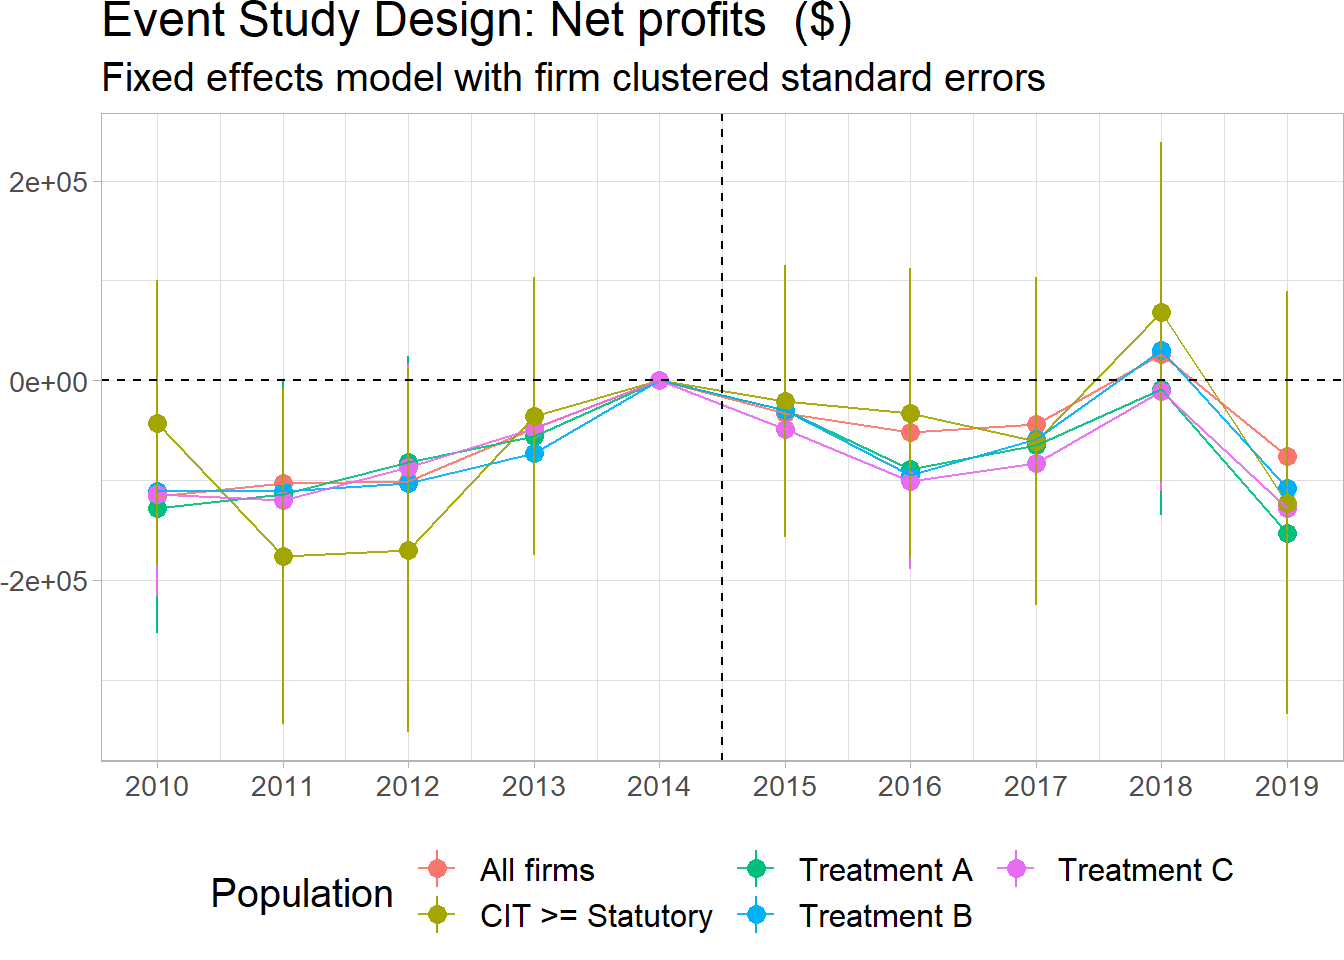 Event Study Design: Net profits  ($)
Fixed effects model with firm clustered standard errors
2e+05
0e+00
-2e+05
2010 2011 2012 2013 2014 2015 2016 2017 2018 2019
Population
All firms
CIT >= Statutory
Treatment A
Treatment B
Treatment C